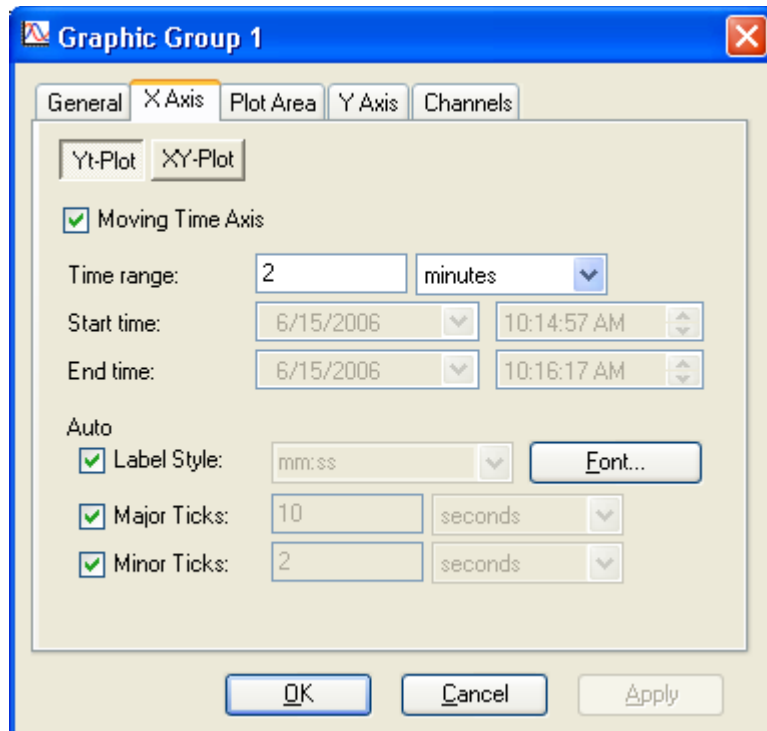 Graphic Group 1
General X Axis Plot Area Y Axis Channels
Yt-Plot XY-Plot
Moving Time Axis
Time range: 2 minutes
Start time: 6/15/2006 10:14:57 AM
End time: 6/15/2006 10:16:17 AM
Auto
Label Style: mm:ss Font...
Major Ticks: 10 seconds
Minor Ticks: 2 seconds
OK Cancel Apply